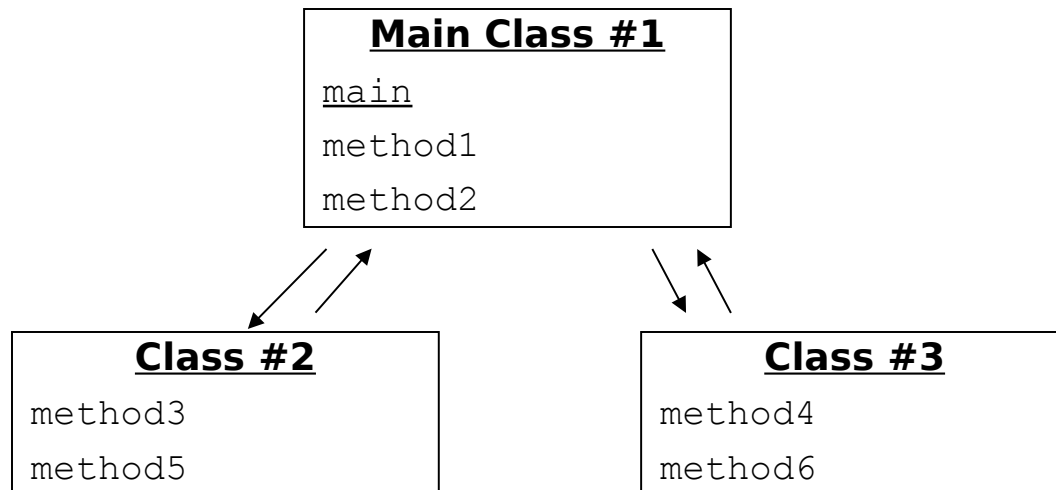 Main Class #1
main
method1
method2
Class #2
method3
method5
Class #3
method4
method6